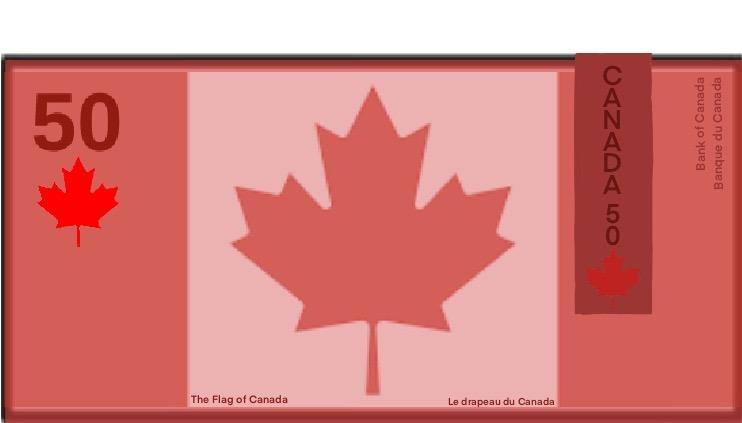 50
CANADA 50
Bank of Canada
Banque du Canada
The Flag of Canada
Le drapeau du Canada